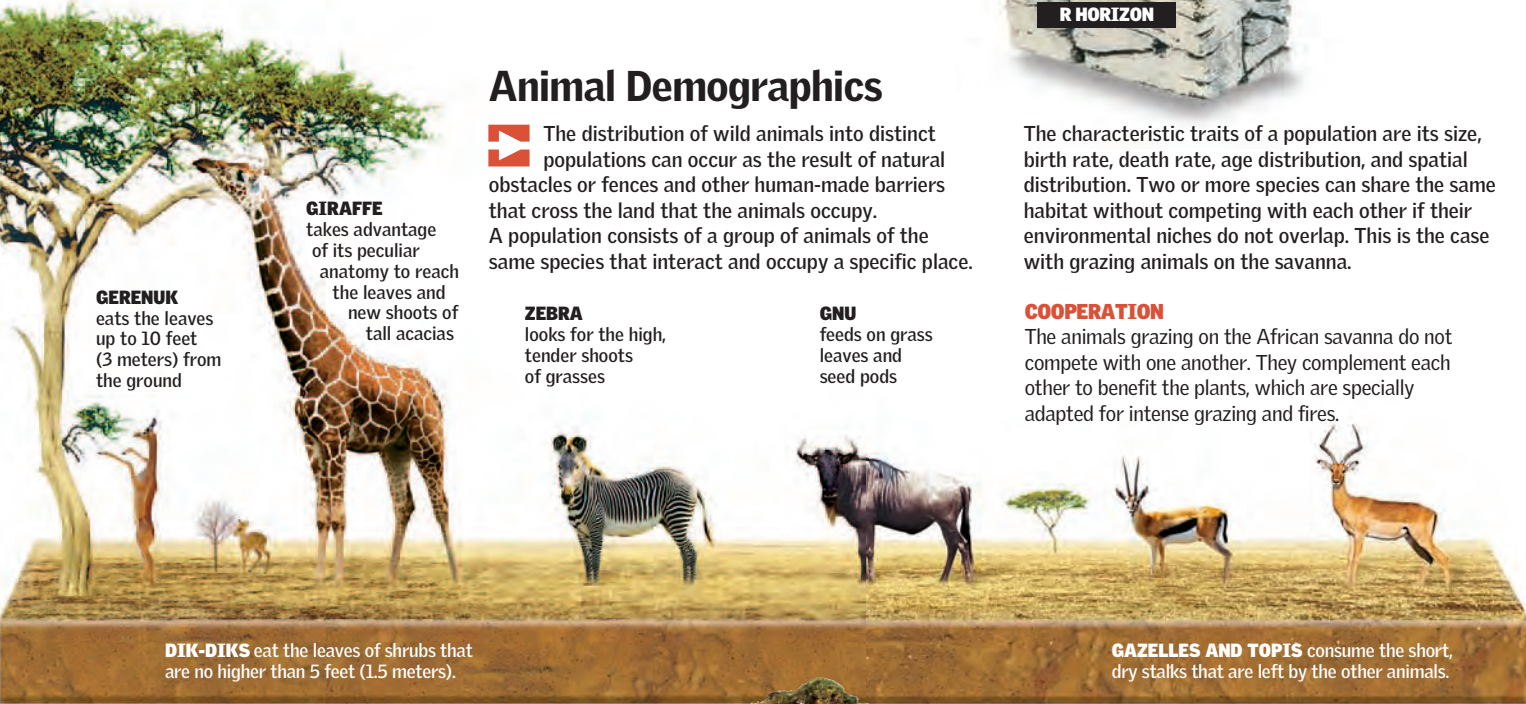 R HORIZON
Animal Demographics
The distribution of wild animals into distinct
populations can occur as the result of natural
obstacles or fences and other human-made barriers
that cross the land that the animals occupy.
A population consists of a group of animals of the
same species that interact and occupy a specific place.
The characteristic traits of a population are its size,
birth rate, death rate, age distribution, and spatial
distribution. Two or more species can share the same
habitat without competing with each other if their
environmental niches do not overlap. This is the case
with grazing animals on the savanna.
COOPERATION
The animals grazing on the African savanna do not
compete with one another. They complement each
other to benefit the plants, which are specially
adapted for intense grazing and fires.
GERENUK
eats the leaves
up to 10 feet
(3 meters) from
the ground
GIRAFFE
takes advantage
of its peculiar
anatomy to reach
the leaves and
new shoots of
tall acacias
ZEBRA
looks for the high,
tender shoots
of grasses
GNU
feeds on grass
leaves and
seed pods
DIK-DIKS eat the leaves of shrubs that
are no higher than 5 feet (1.5 meters).
GAZELLES AND TOPIS consume the short,
dry stalks that are left by the other animals.